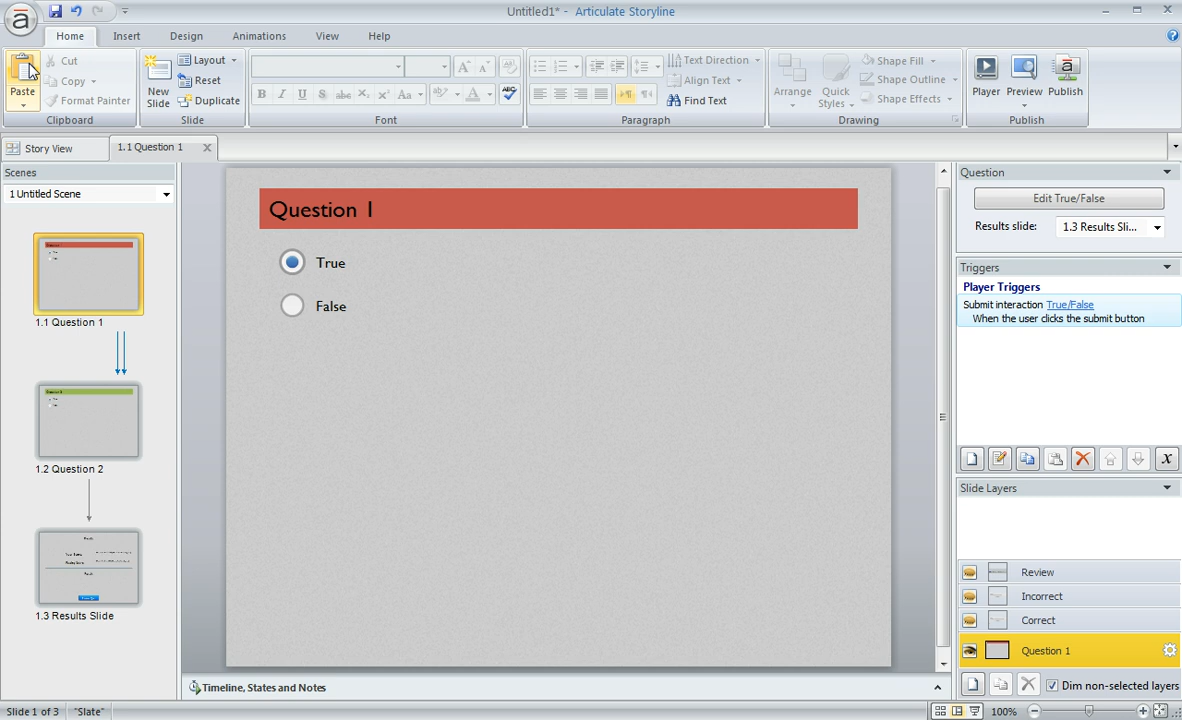 Untitled1* - Articulate Storyline
Home Insert Design Animations View Help
Paste
Cut
Copy
Format Painter
Clipboard
New Slide
Layout
Reset
Duplicate
Slide
Font
Text Direction
Align Text
Find Text
Paragraph
Arrange
Quick Styles
Shape Fill
Shape Outline
Shape Effects
Drawing
Player Preview Publish
Publish
Story View
1.1 Question 1
Scenes
1 Untitled Scene
1.1 Question 1
1.2 Question 2
1.3 Results Slide
Question 1
True
False
Timeline, States and Notes
Question
Edit True/False
Results slide: 1.3 Results Sli...
Triggers
Player Triggers
Submit interaction True/False
When the user clicks the submit button
Slide Layers
Review
Incorrect
Correct
Question 1
Dim non-selected layers
Slide 1 of 3 "Slate" 100%